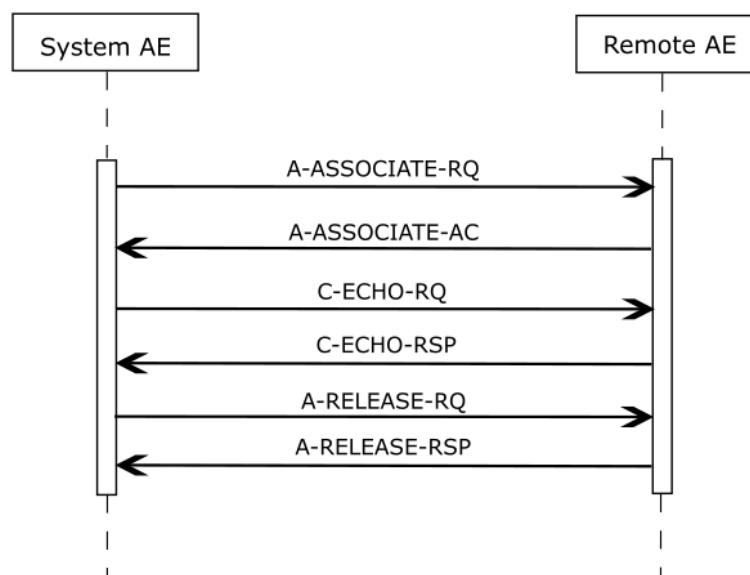 System AE
Remote AE
A-ASSOCIATE-RQ
A-ASSOCIATE-AC
C-ECHO-RQ
C-ECHO-RSP
A-RELEASE-RQ
A-RELEASE-RSP